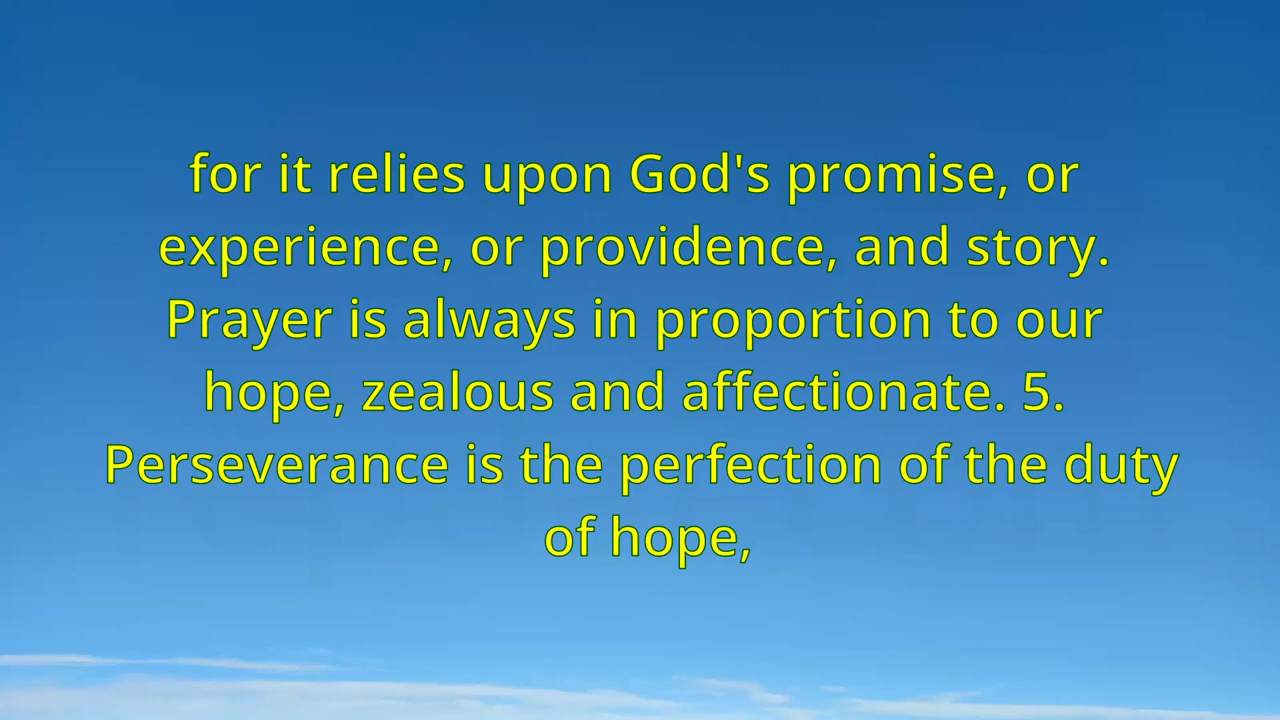 for it relies upon God's promise, or
experience, or providence, and story.
Prayer is always in proportion to our
hope, zealous and affectionate. 5.
Perseverance is the perfection of the duty
of hope,